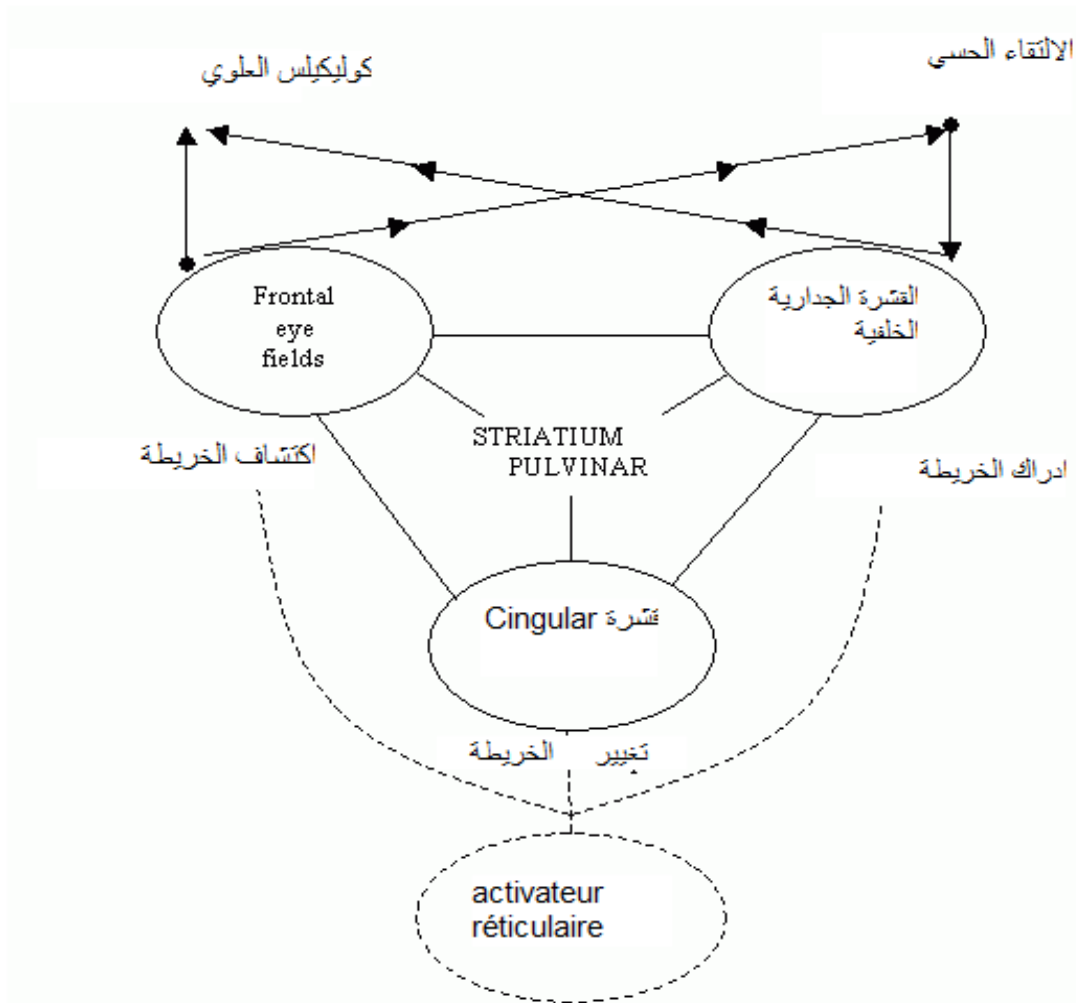 الالتقاء الحسي
كوليكيلس العلوي
Frontal
eye
fields
القشرة الجدارية
الخلفية
STRIATIUM
PULVINAR
اكتشاف الخريطة
ادراك الخريطة
قشرة Cingular
تغيير الخريطة
activateur
réticulaire